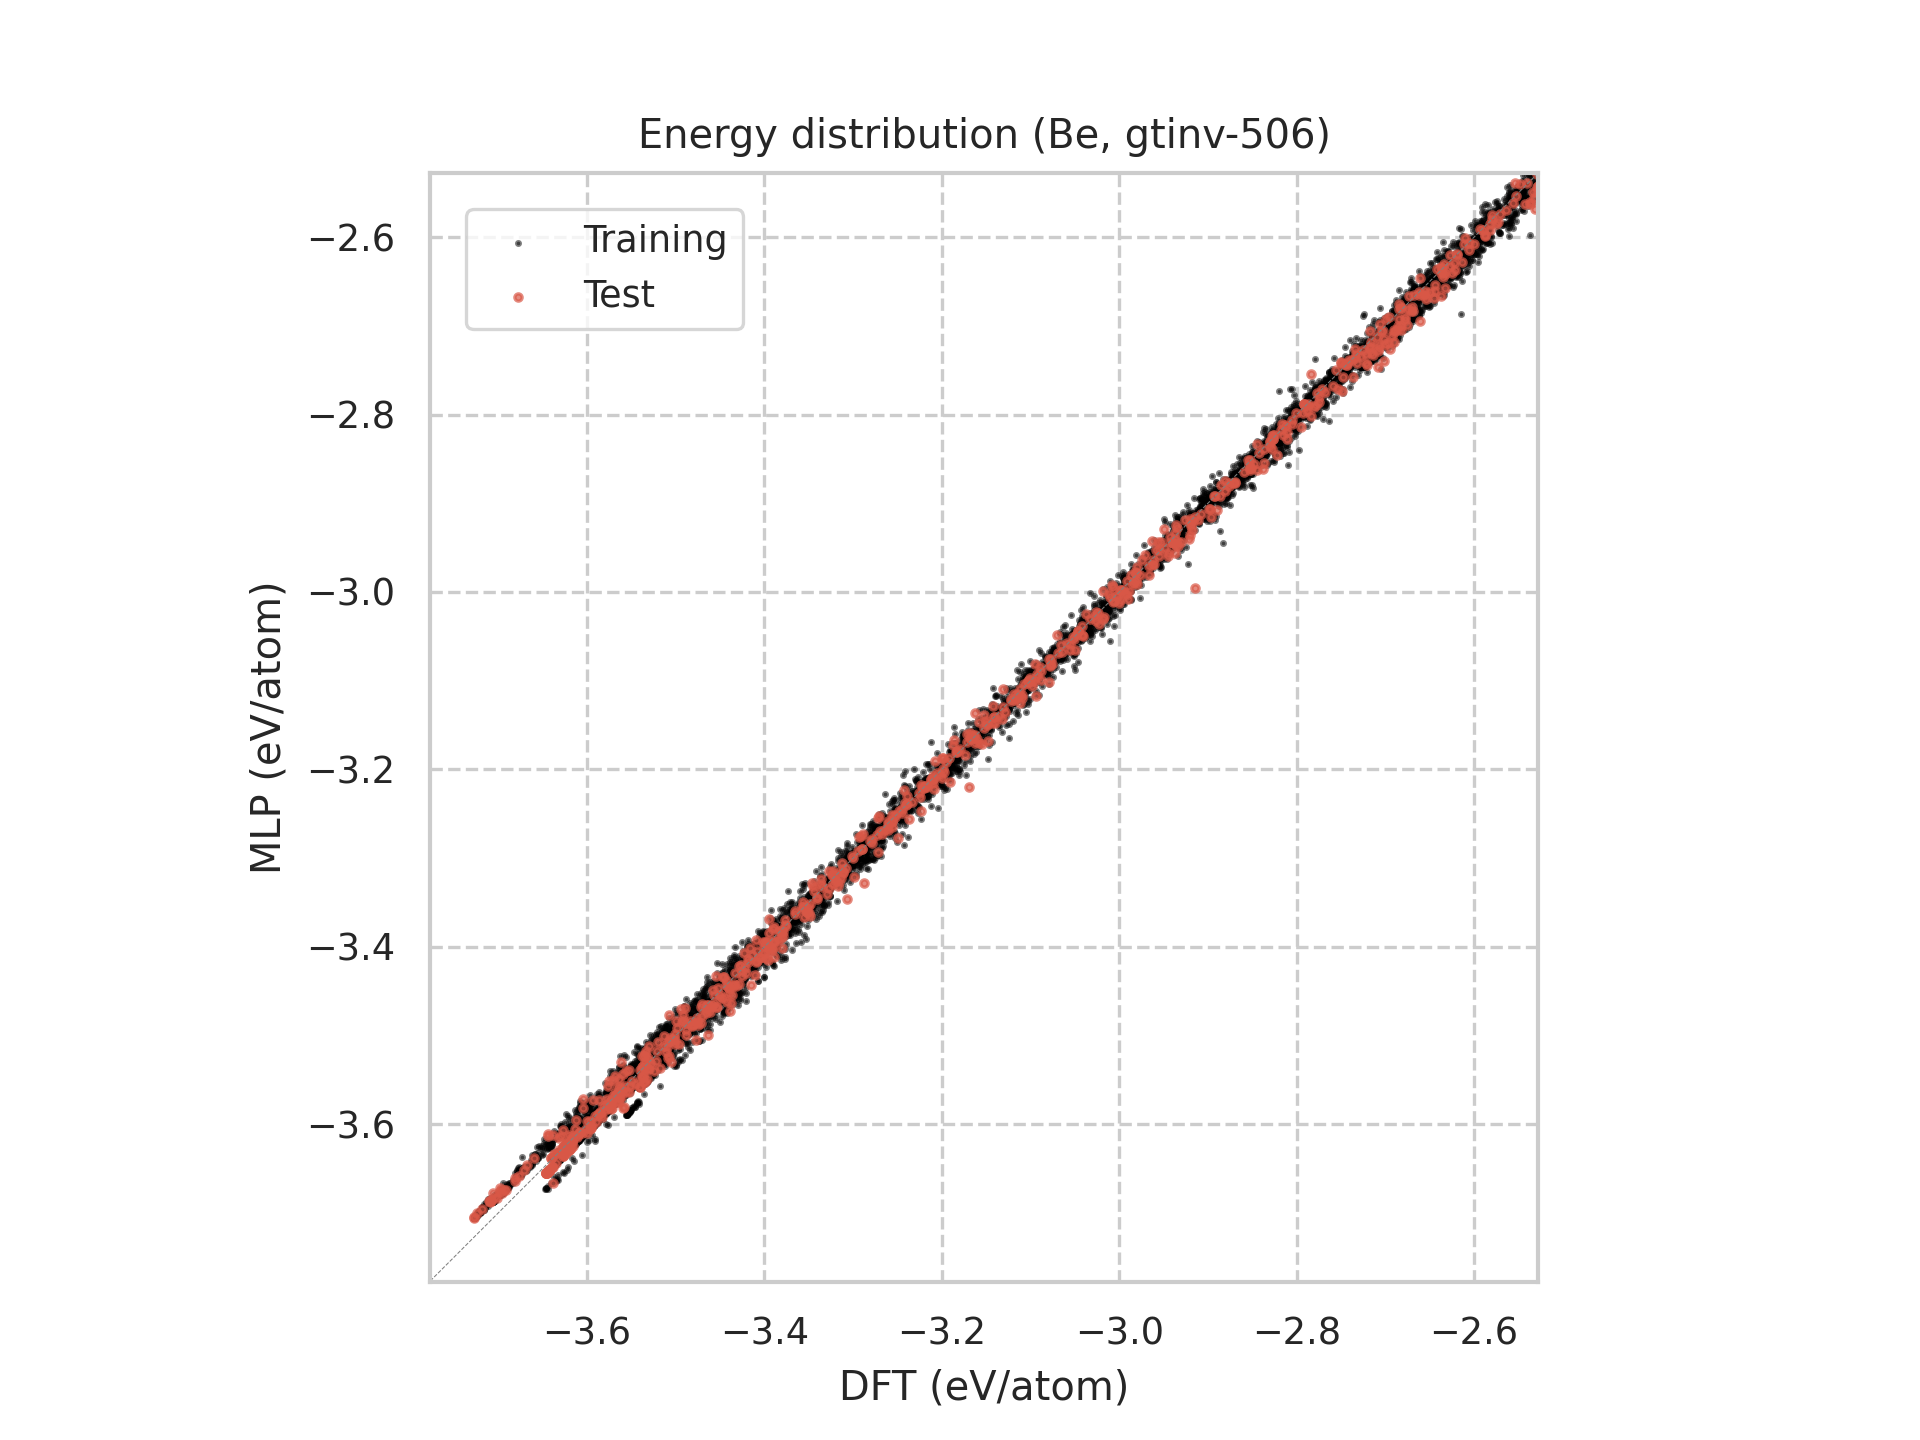 Energy distribution (Be, gtinv-506)
Training
Test
−2.6
−2.8
−3.0
−3.2
−3.4
−3.6
MLP (eV/atom)
−3.6 −3.4 −3.2 −3.0 −2.8 −2.6
DFT (eV/atom)